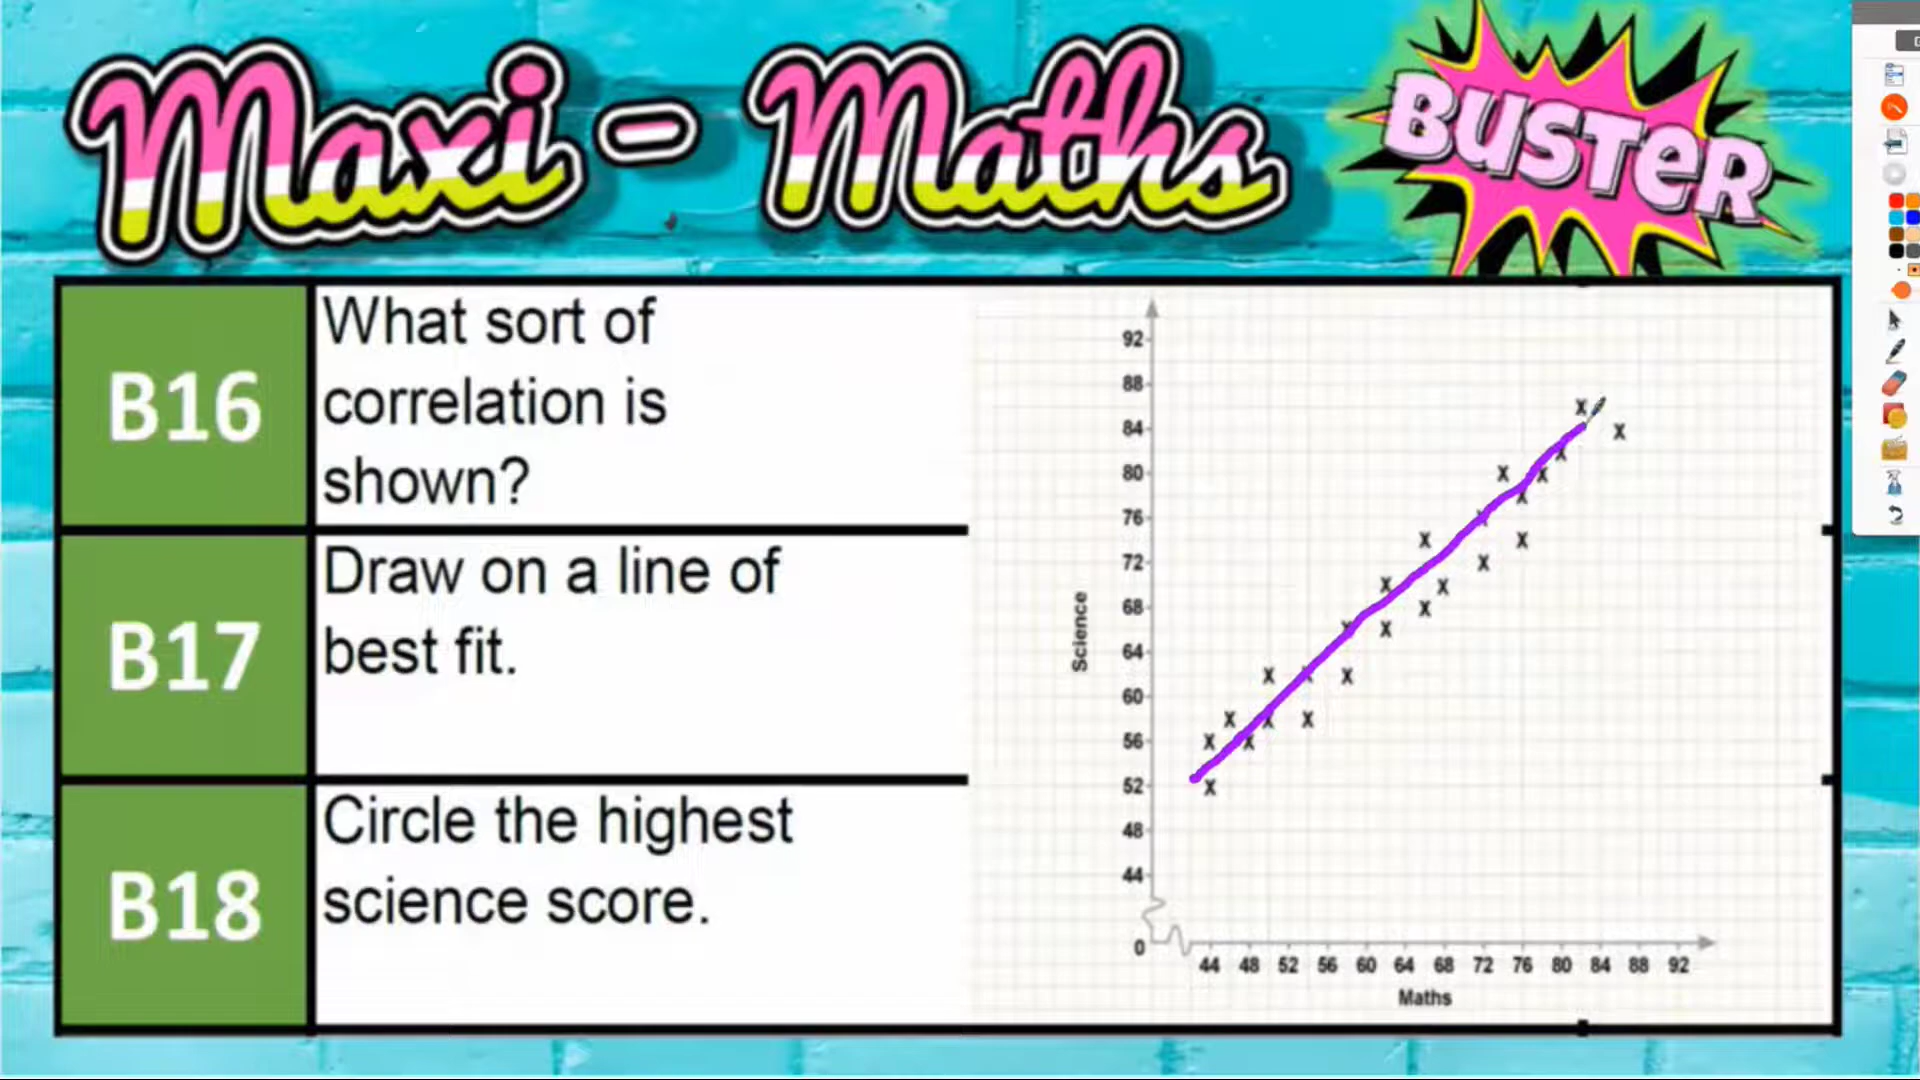 Maxi - Maths
BUSTER
B16
What sort of
correlation is
shown?
B17
Draw on a line of
best fit.
B18
Circle the highest
science score.
92
88
84
80
76
72
68
64
60
56
52
48
44
0
Science
44 48 52 56 60 64 68 72 76 80 84 88 92
Maths